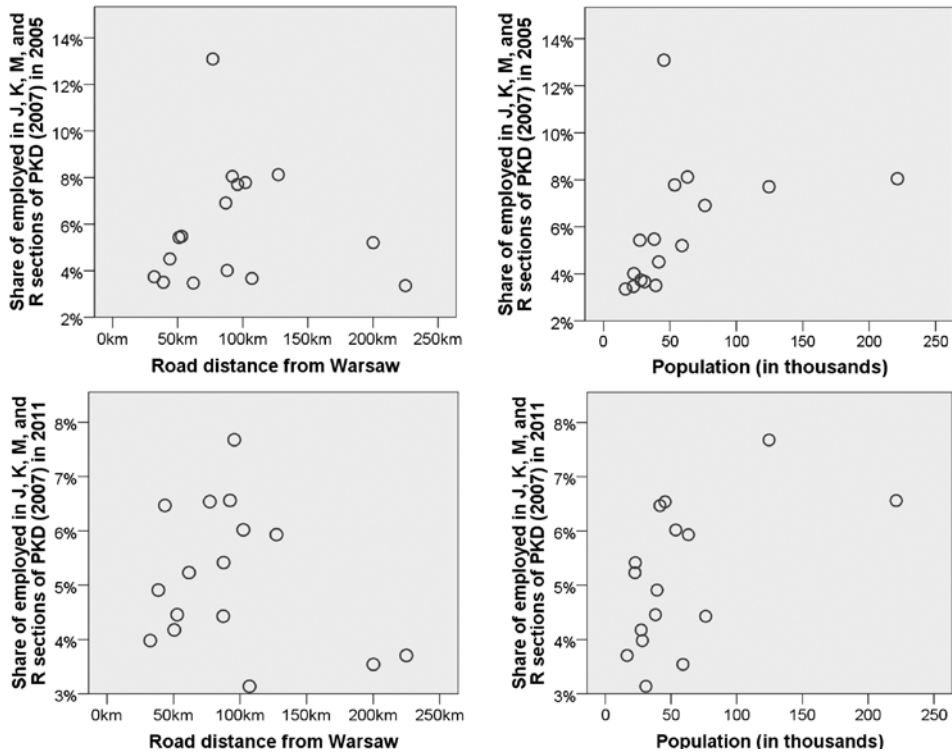 Share of employed in J, K, M, and
R sections of PKD (2007) in 2005
14%
12%
10%
8%
6%
4%
2%
0km 50km 100km 150km 200km 250km
Road distance from Warsaw
Share of employed in J, K, M, and
R sections of PKD (2007) in 2005
14%
12%
10%
8%
6%
4%
2%
0 50 100 150 200 250
Population (in thousands)
Share of employed in J, K, M, and
R sections of PKD (2007) in 2011
8%
7%
6%
5%
4%
3%
0km 50km 100km 150km 200km 250km
Road distance from Warsaw
Share of employed in J, K, M, and
R sections of PKD (2007) in 2011
8%
7%
6%
5%
4%
3%
0 50 100 150 200 250
Population (in thousands)